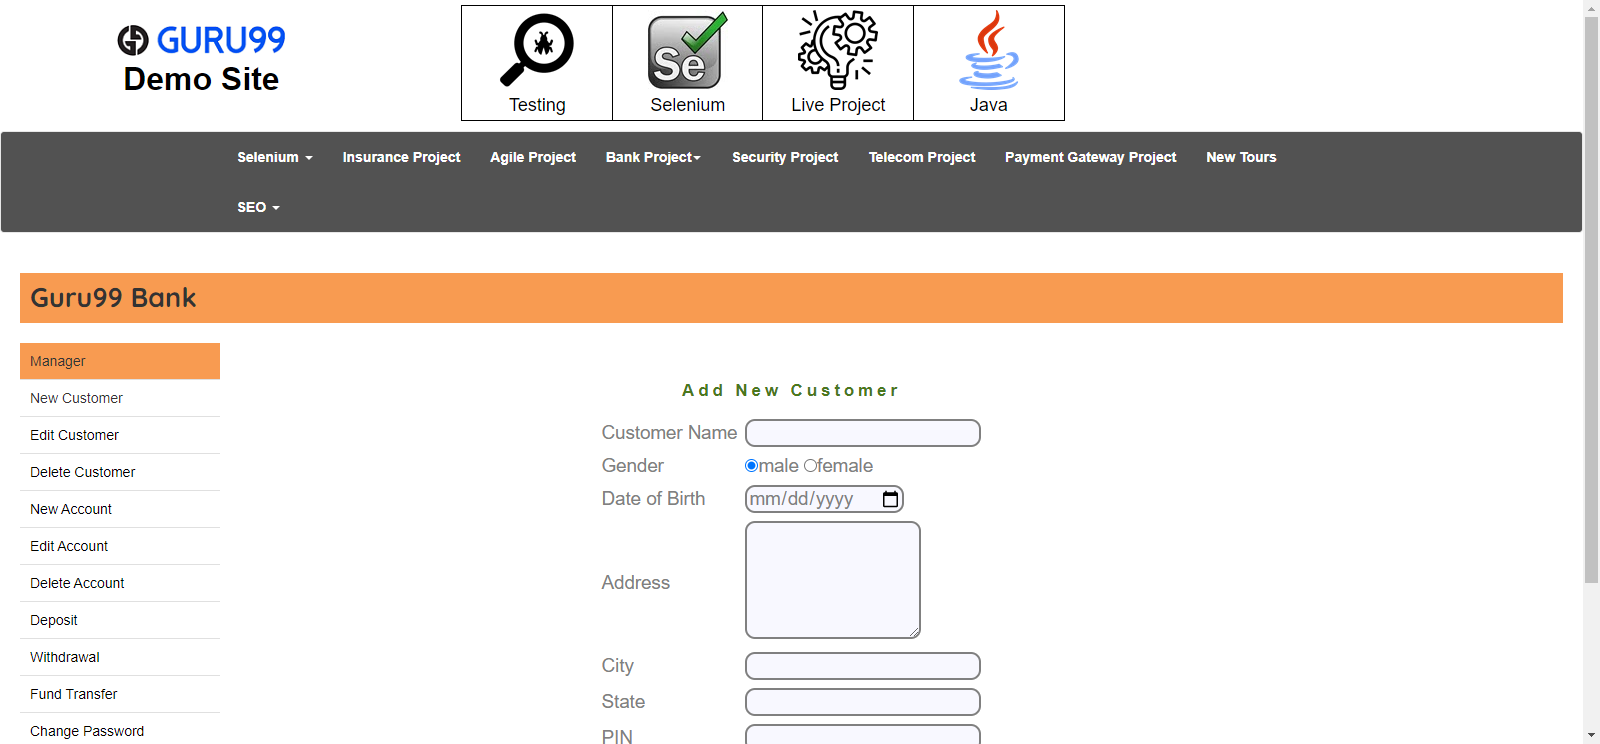 GURU99
Demo Site
Testing
Se
Selenium
Live Project
Java
Selenium
Insurance Project
Agile Project
Bank Project
Security Project
Telecom Project
Payment Gateway Project
New Tours
SEO
Guru99 Bank
Manager
New Customer
Edit Customer
Delete Customer
New Account
Edit Account
Delete Account
Deposit
Withdrawal
Fund Transfer
Change Password
Add New Customer
Customer Name
Gender male female
Date of Birth mm/dd/yyyy
Address
City
State
PIN